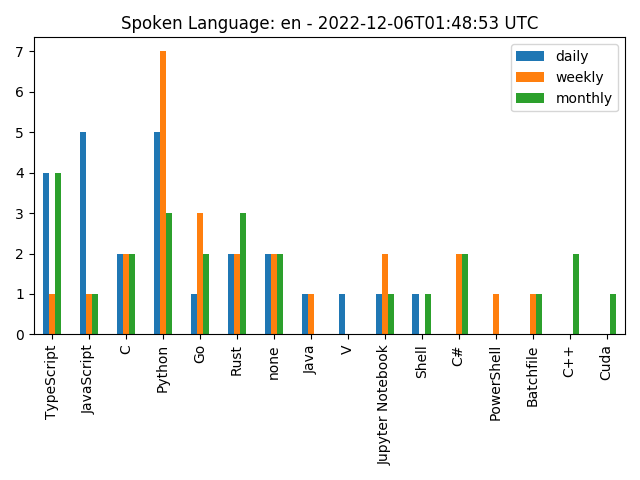 Spoken Language: en - 2022-12-06T01:48:53 UTC
daily
weekly
monthly
7
6
5
4
3
2
1
0
TypeScript
JavaScript
C
Python
Go
Rust
none
Java
V
Jupyter Notebook
Shell
C#
PowerShell
Batchfile
C++
Cuda